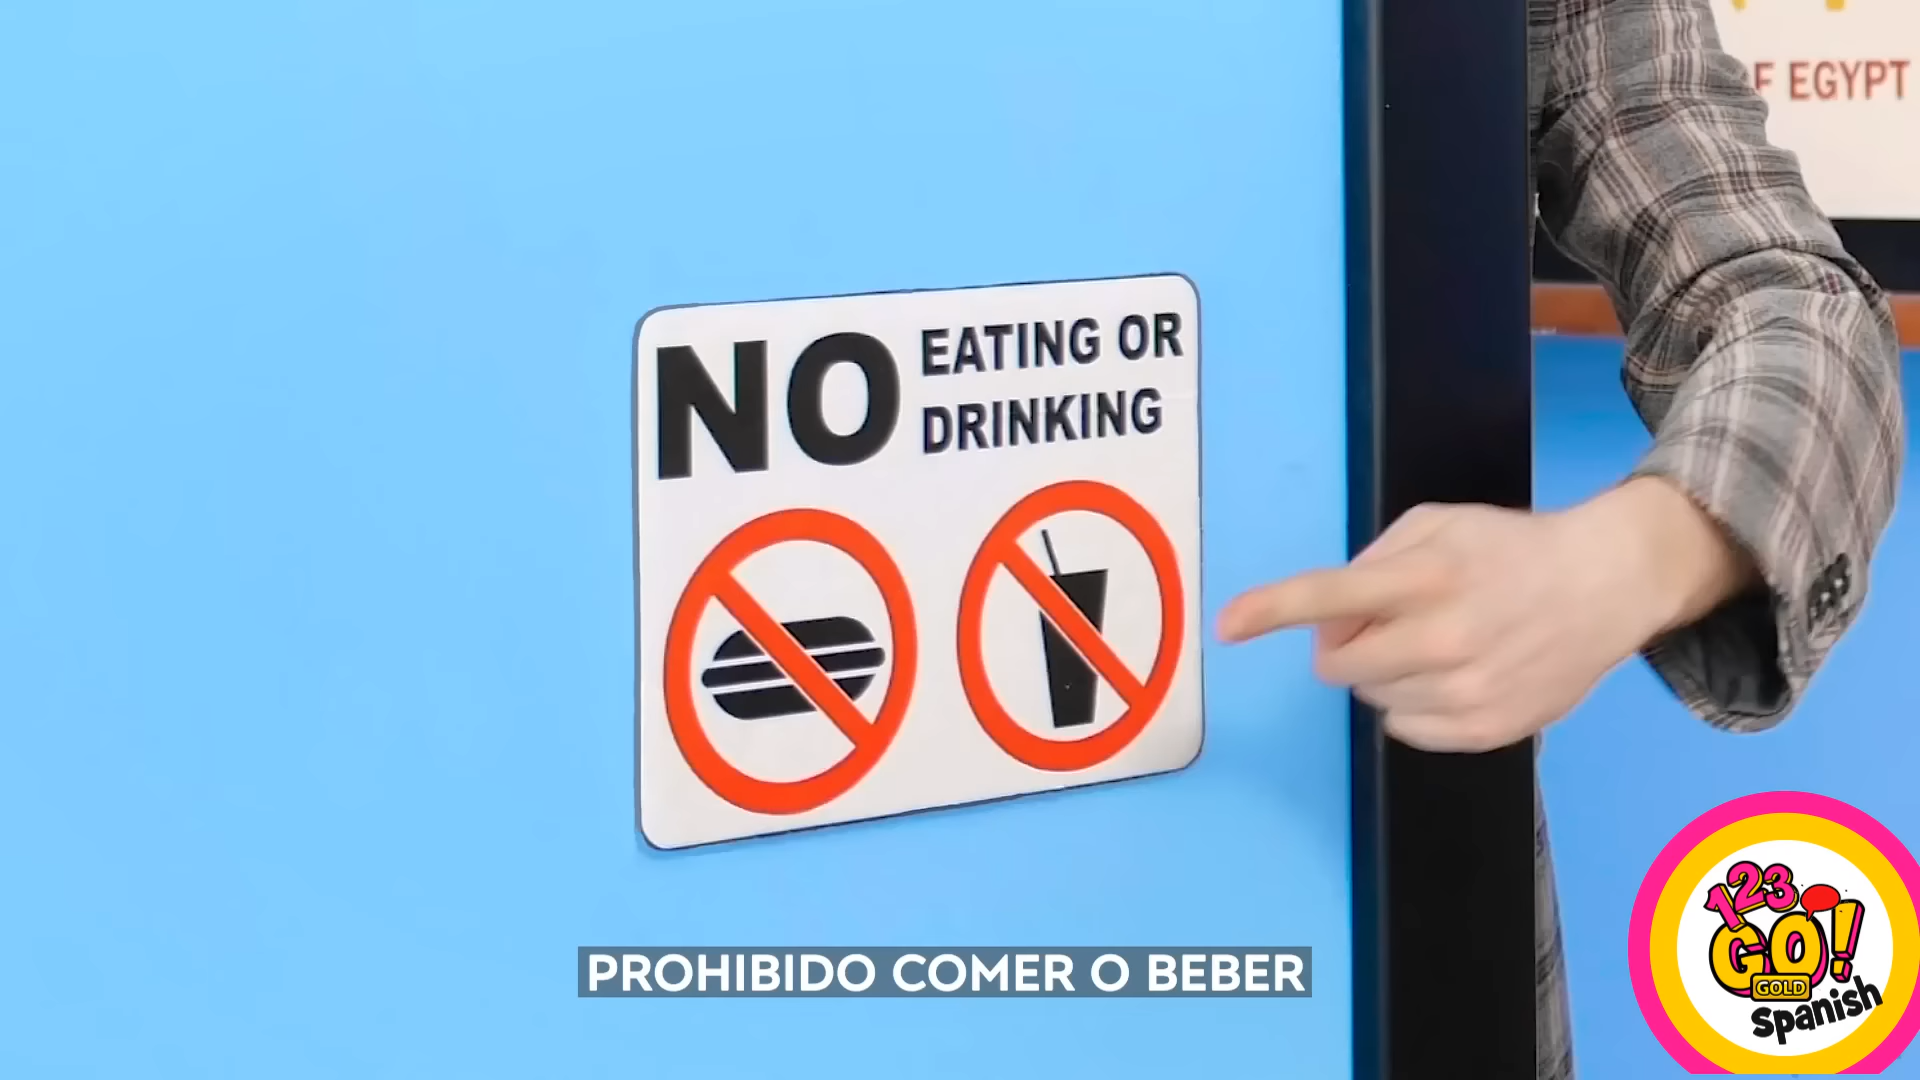 F EGYPT
NO EATING OR
DRINKING
PROHIBIDO COMER O BEBER
123
GO!
GOLD
Spanish